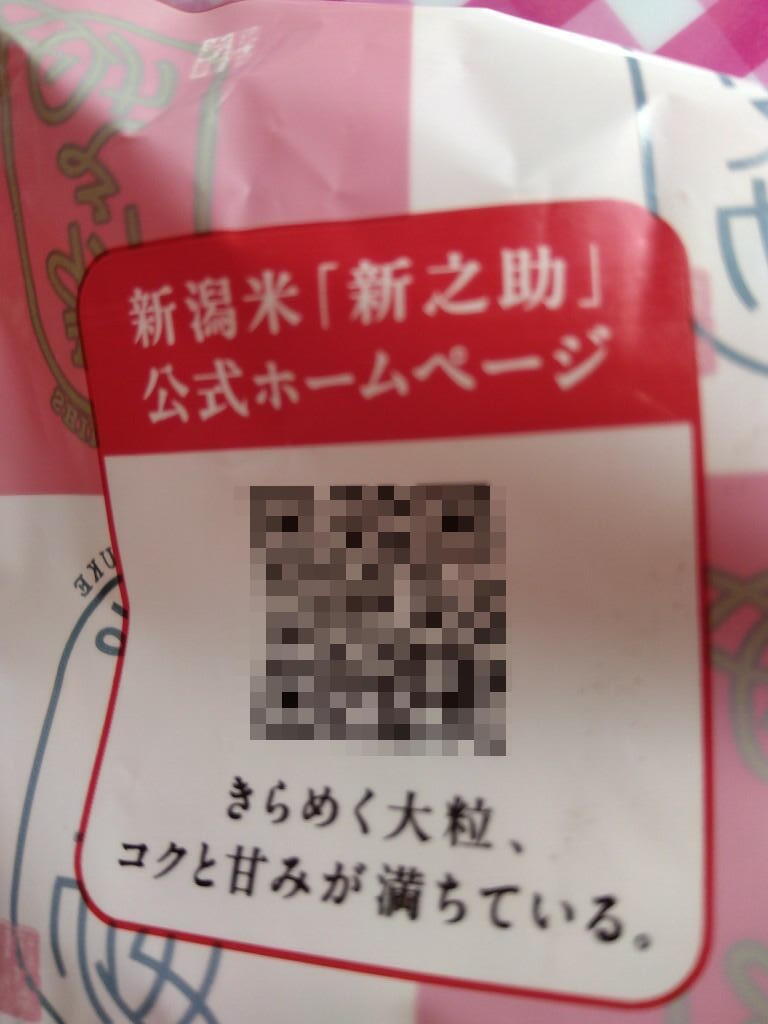 新潟米「新之助」
公式ホームページ
きらめく大粒、
コクと甘みが満ちている。
UKE